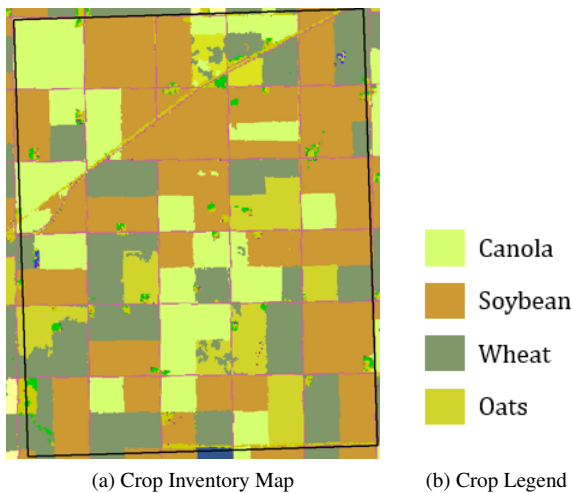 Canola
Soybean
Wheat
Oats
(a) Crop Inventory Map
(b) Crop Legend